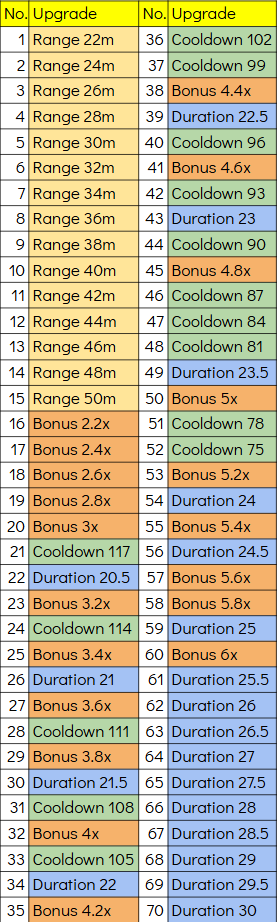 No. Upgrade No. Upgrade
1 Range 22m 36 Cooldown 102
2 Range 24m 37 Cooldown 99
3 Range 26m 38 Bonus 4.4x
4 Range 28m 39 Duration 22.5
5 Range 30m 40 Cooldown 96
6 Range 32m 41 Bonus 4.6x
7 Range 34m 42 Cooldown 93
8 Range 36m 43 Duration 23
9 Range 38m 44 Cooldown 90
10 Range 40m 45 Bonus 4.8x
11 Range 42m 46 Cooldown 87
12 Range 44m 47 Cooldown 84
13 Range 46m 48 Cooldown 81
14 Range 48m 49 Duration 23.5
15 Range 50m 50 Bonus 5x
16 Bonus 2.2x 51 Cooldown 78
17 Bonus 2.4x 52 Cooldown 75
18 Bonus 2.6x 53 Bonus 5.2x
19 Bonus 2.8x 54 Duration 24
20 Bonus 3x 55 Bonus 5.4x
21 Cooldown 117 56 Duration 24.5
22 Duration 20.5 57 Bonus 5.6x
23 Bonus 3.2x 58 Bonus 5.8x
24 Cooldown 114 59 Duration 25
25 Bonus 3.4x 60 Bonus 6x
26 Duration 21 61 Duration 25.5
27 Bonus 3.6x 62 Duration 26
28 Cooldown 111 63 Duration 26.5
29 Bonus 3.8x 64 Duration 27
30 Duration 21.5 65 Duration 27.5
31 Cooldown 108 66 Duration 28
32 Bonus 4x 67 Duration 28.5
33 Cooldown 105 68 Duration 29
34 Duration 22 69 Duration 29.5
35 Bonus 4.2x 70 Duration 30